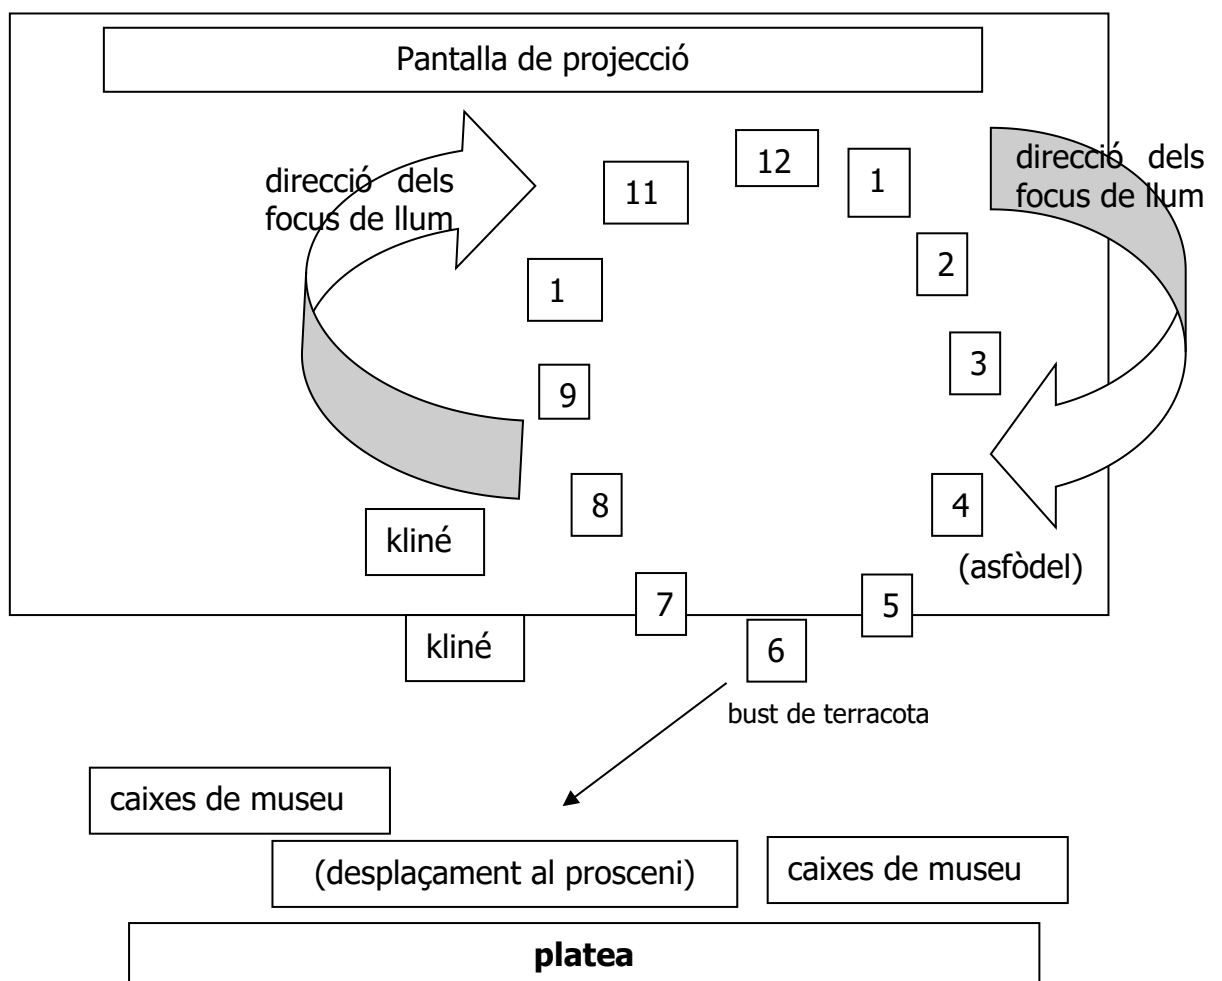 Pantalla de projecció
direcció dels
focus de llum
direcció dels
focus de llum
12
1
11
2
1
3
9
4
8
kliné
(asfòdel)
7
5
kliné
6
bust de terracota
caixes de museu
(desplaçament al prosceni)
caixes de museu
platea